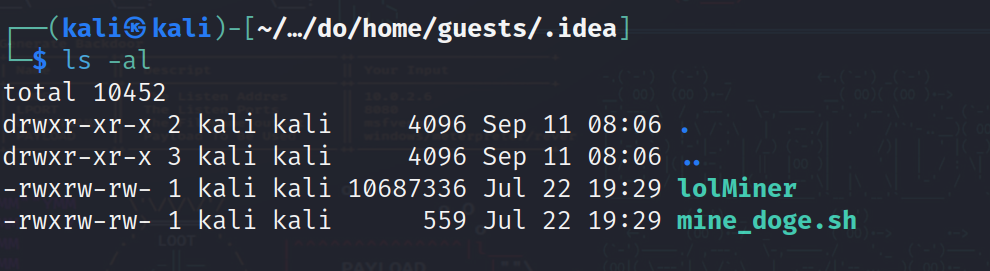 ┌──(kali㉿kali)-[~/…/do/home/guests/.idea]
└─$ ls -al
total 10452
drwxr-xr-x 2 kali kali     4096 Sep 11 08:06 .
drwxr-xr-x 3 kali kali     4096 Sep 11 08:06 ..
-rwxrw-rw- 1 kali kali 10687336 Jul 22 19:29 lolMiner
-rwxrw-rw- 1 kali kali      559 Jul 22 19:29 mine_doge.sh
LOOT
PAYLOAD